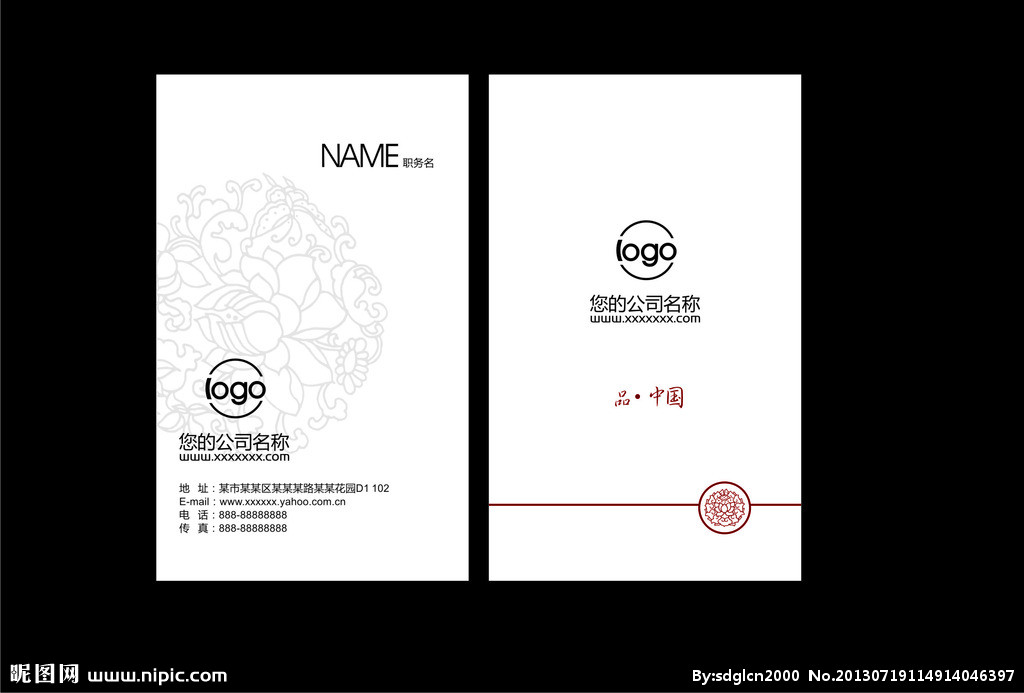 NAME 职务名
logo
您的公司名称
www.xxxxxxx.com
地 址：某市某某区某某某路某某花园D1 102
E-mail：www.xxxxxx.yahoo.com.cn
电 话：888-88888888
传 真：888-88888888
logo
您的公司名称
www.xxxxxxx.com
品·中国
昵图网 www.nipic.com
By:sdglcn2000 No.20130719114914046397